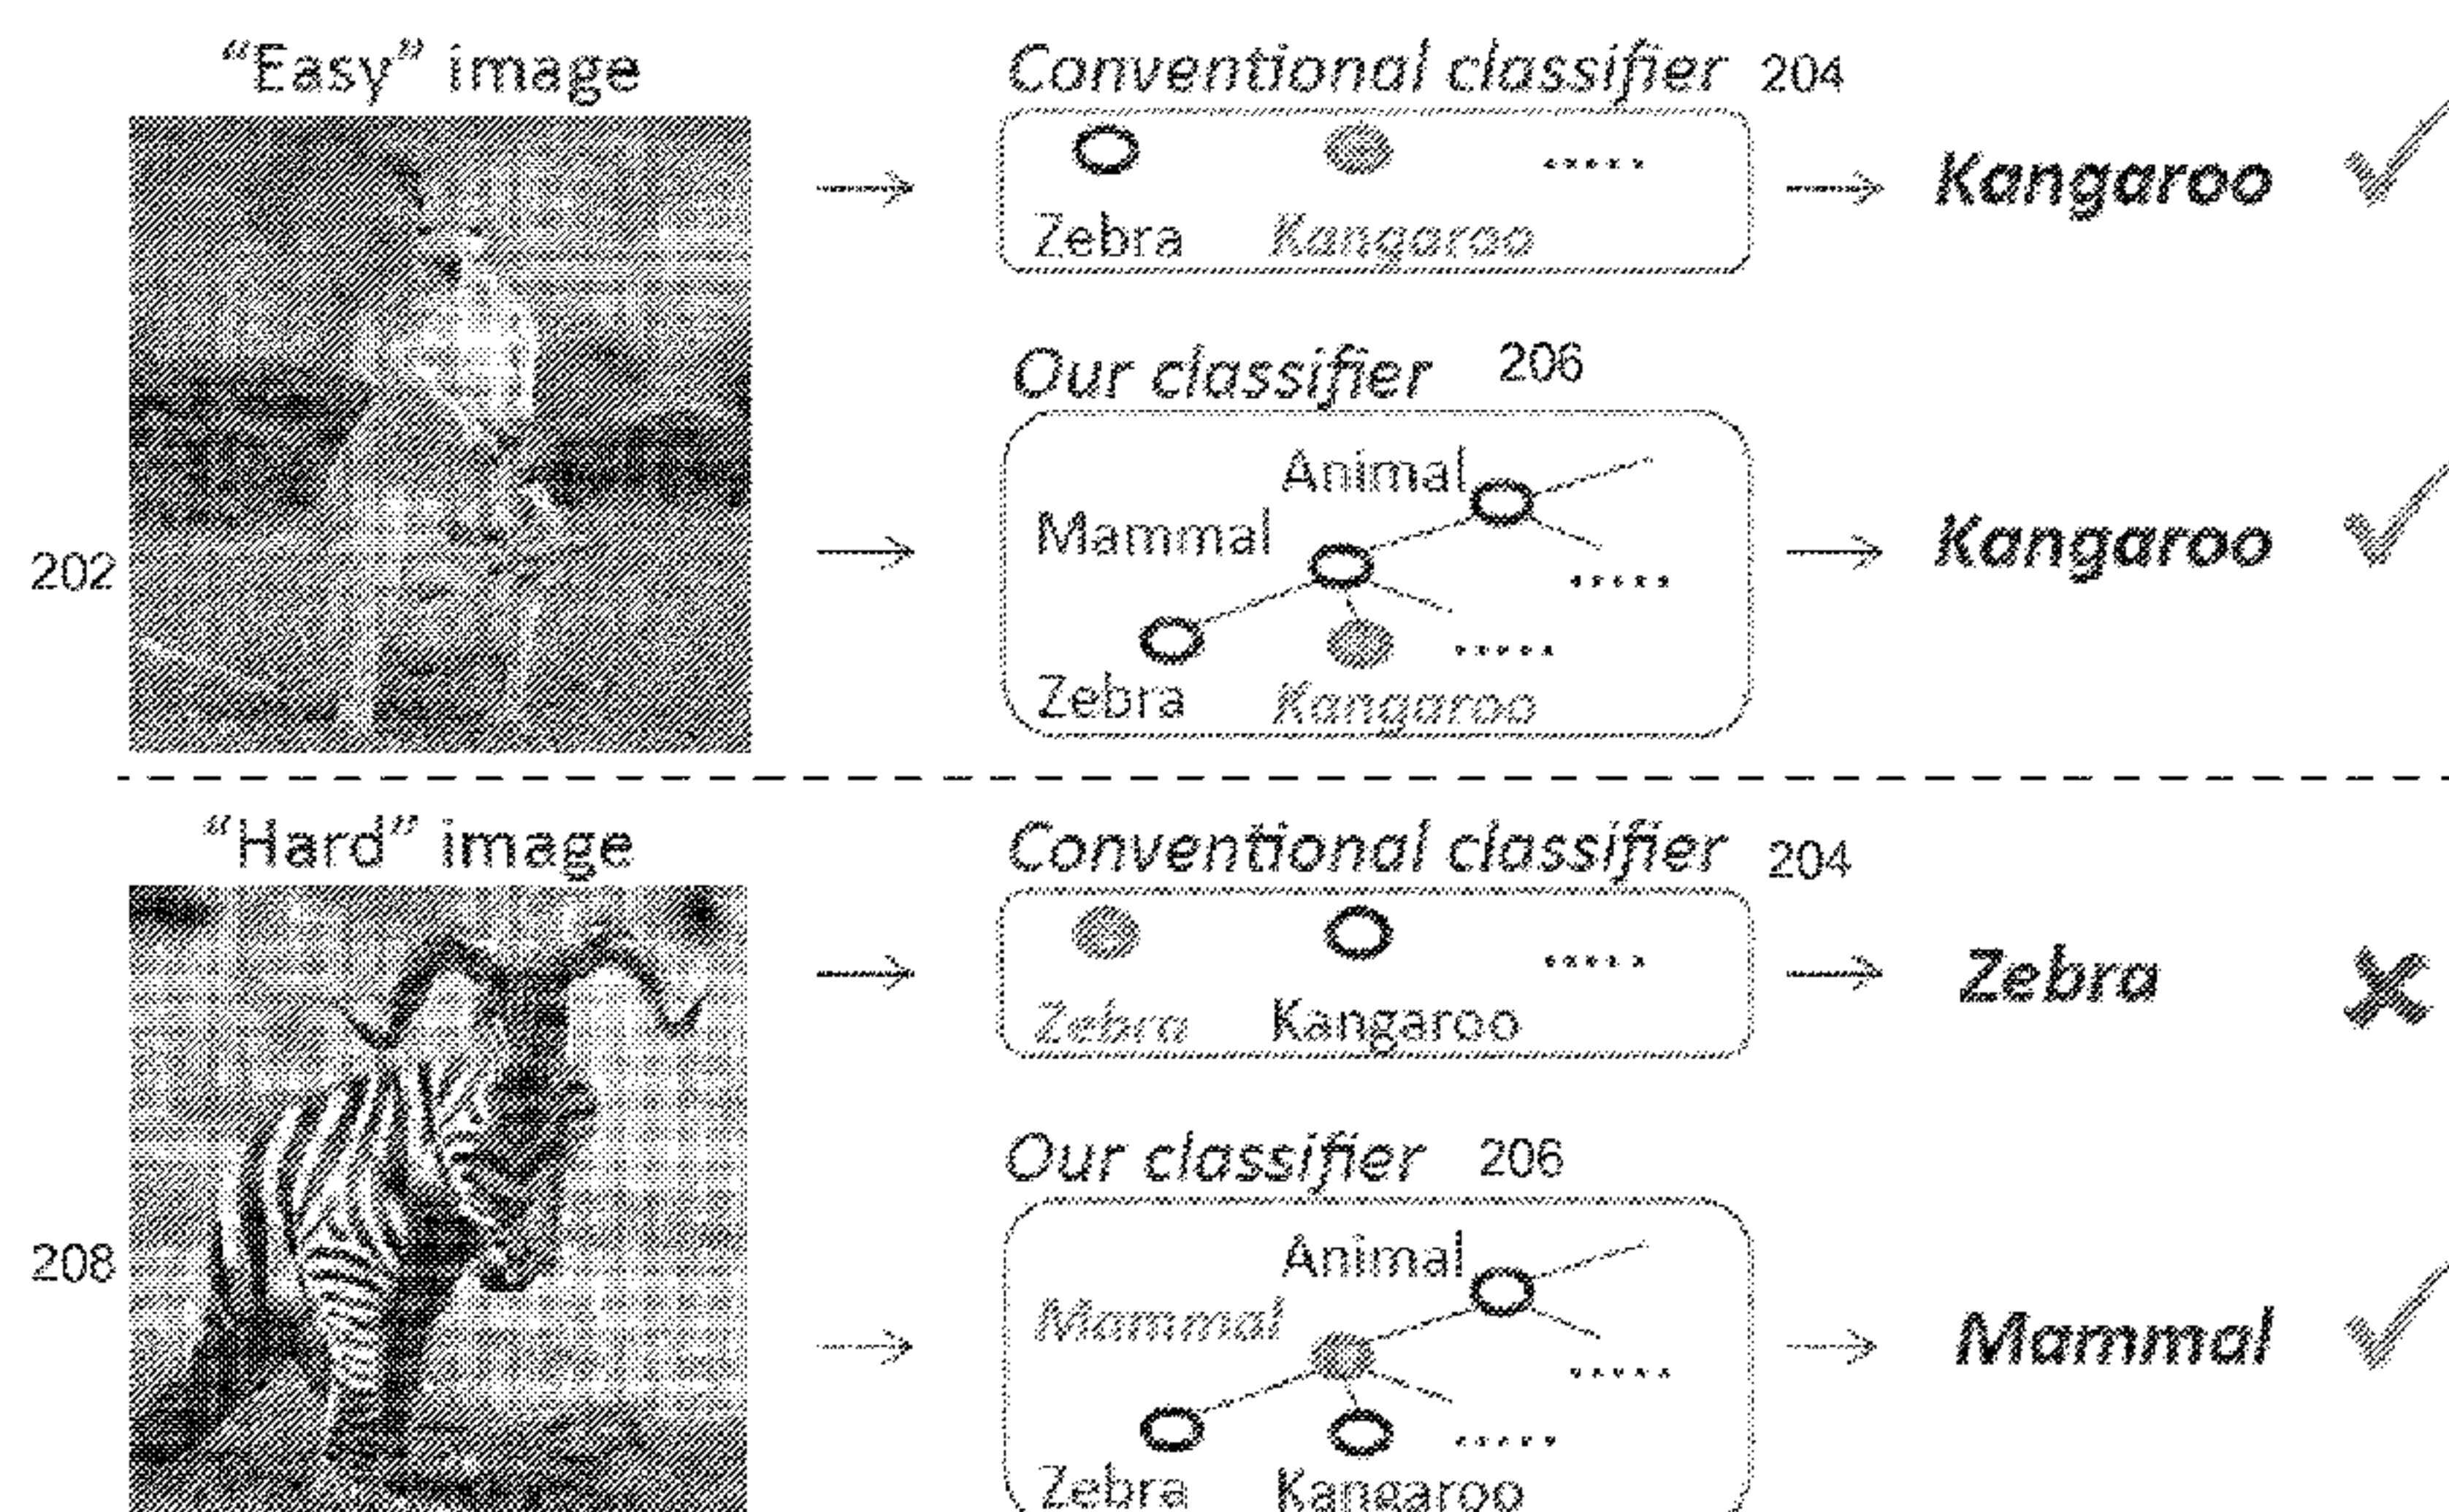 “Easy” image
Conventional classifier 204
Zebra Kangaroo
Kangaroo
Our classifier 206
Animal
Mammal
Zebra Kangaroo
Kangaroo
202
“Hard” image
Conventional classifier 204
Zebra Kangaroo
Zebra
Our classifier 206
Animal
Mammal
Zebra Kangaroo
Mammal
208